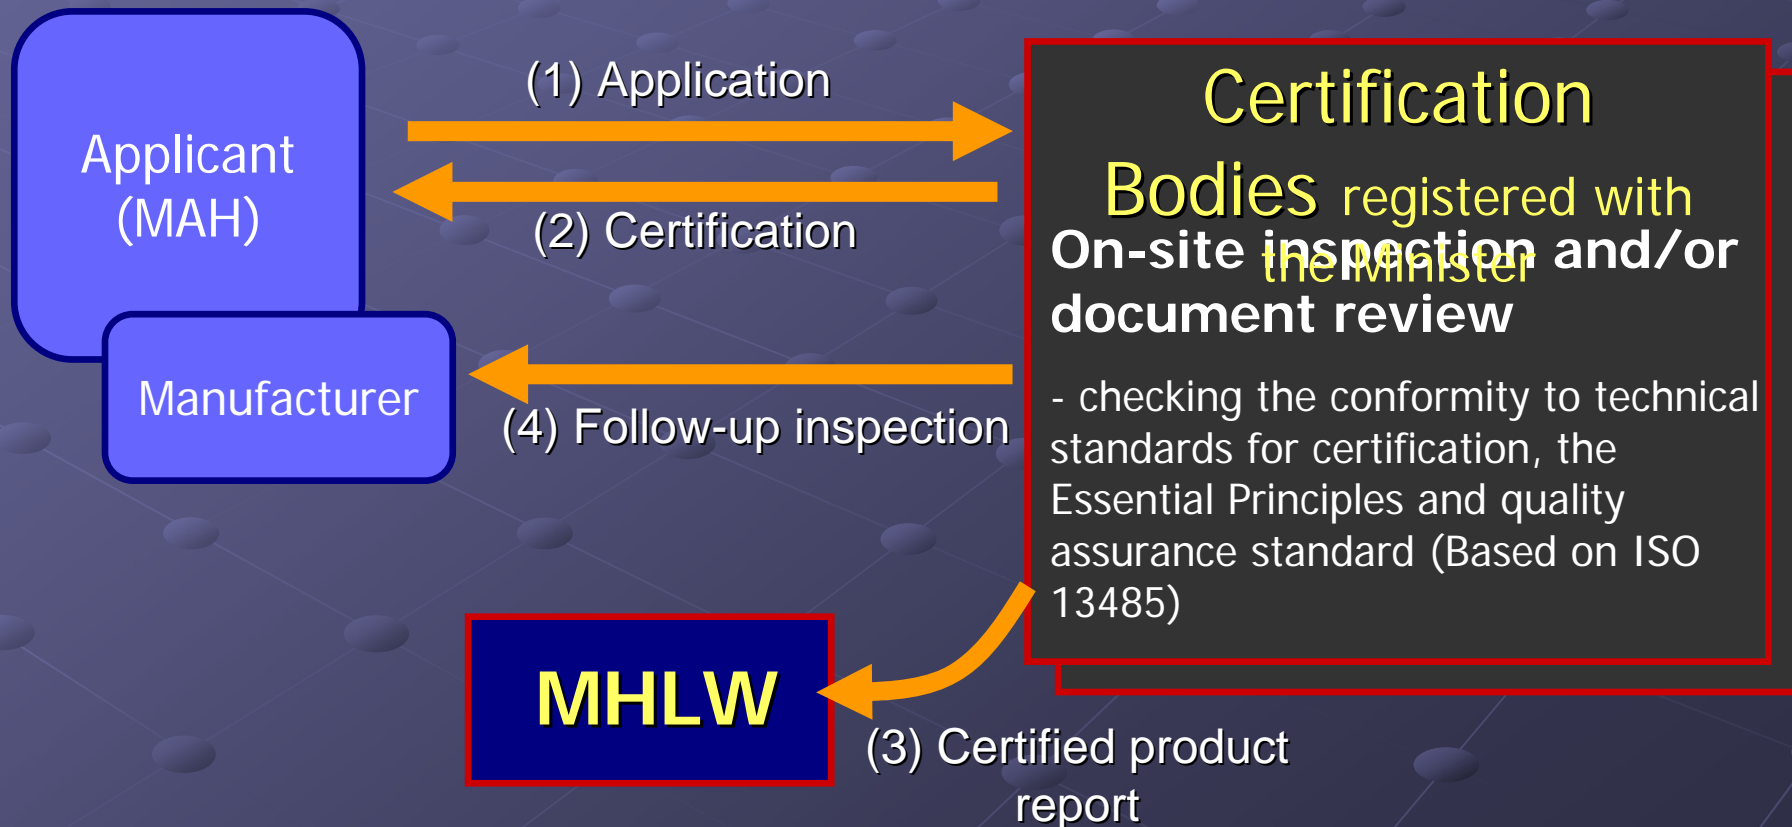 Applicant
(MAH)
Manufacturer
(1) Application
(2) Certification
(4) Follow-up inspection
Certification
Bodies registered with
the Minister
On-site inspection and/or
document review
- checking the conformity to technical
standards for certification, the
Essential Principles and quality
assurance standard (Based on ISO
13485)
MHLW
(3) Certified product
report